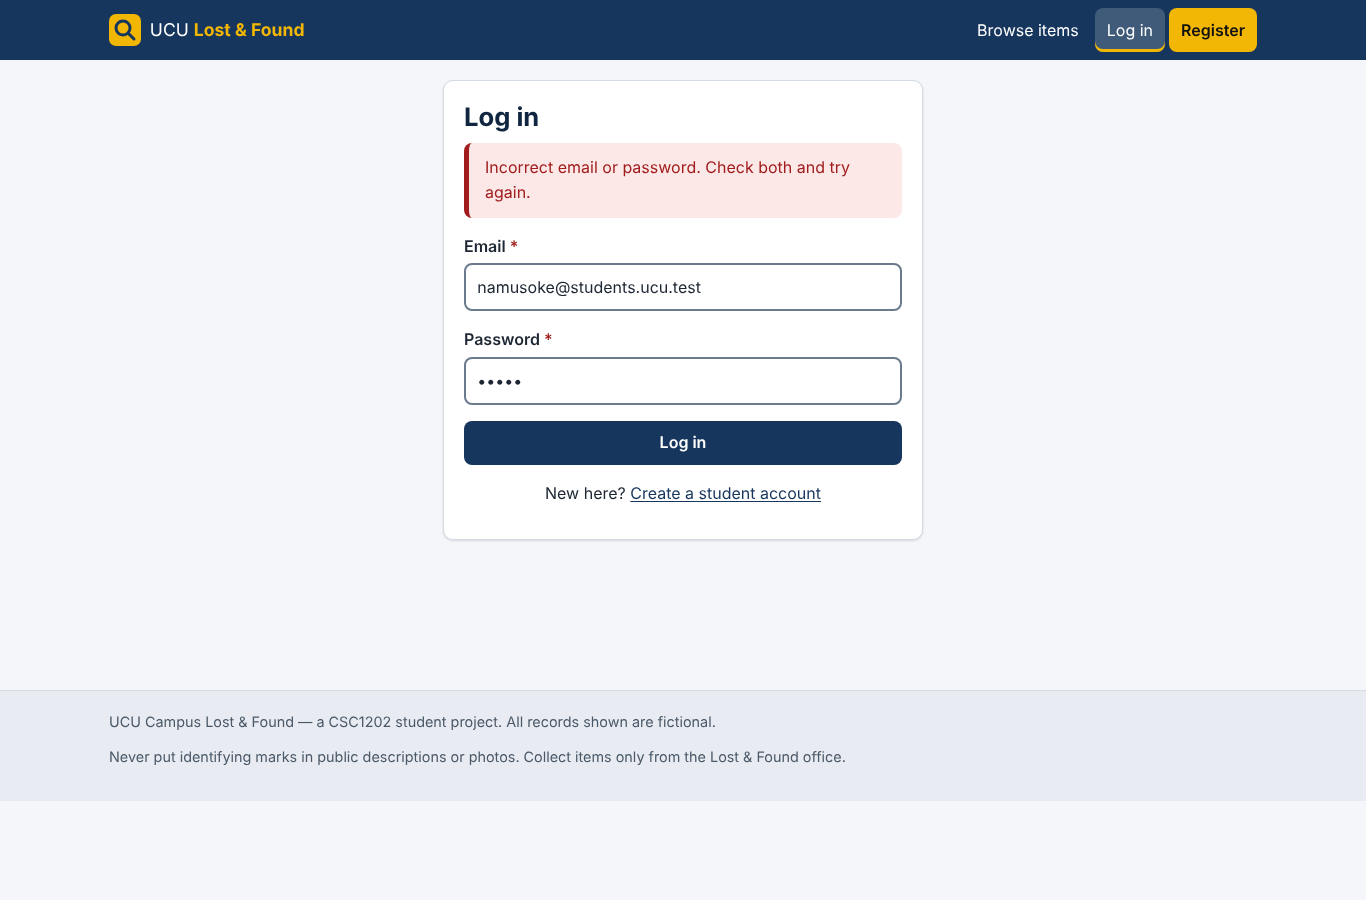 UCU Lost & Found
Browse items
Log in
Register
Log in
Incorrect email or password. Check both and try
again.
Email *
namusoke@students.ucu.test
Password *
•••••
Log in
New here? Create a student account
UCU Campus Lost & Found — a CSC1202 student project. All records shown are fictional.
Never put identifying marks in public descriptions or photos. Collect items only from the Lost & Found office.